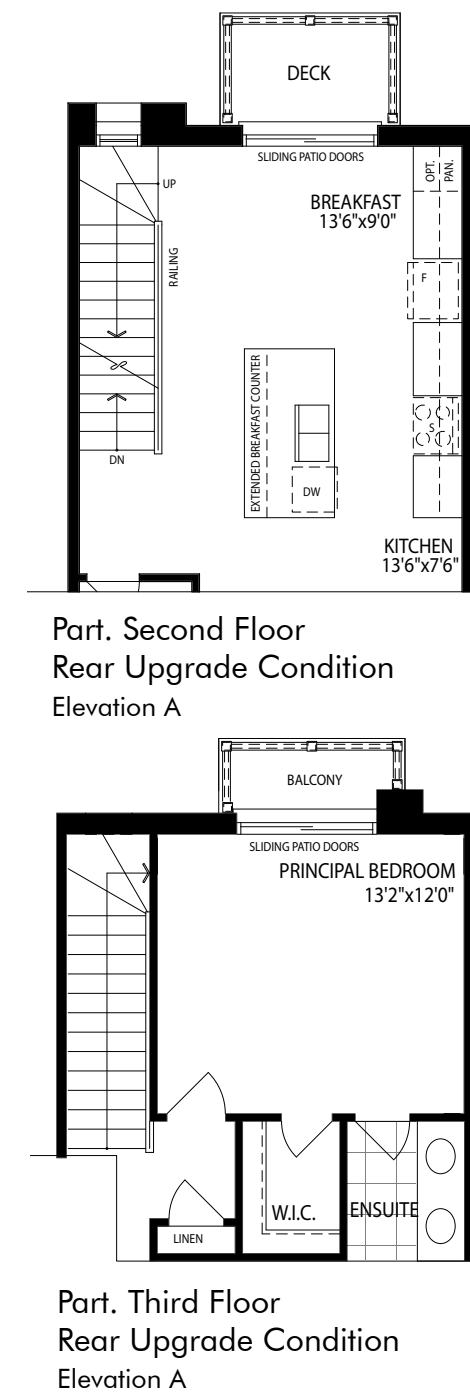 DECK
SLIDING PATIO DOORS
OPT.
PAN.
UP
BREAKFAST
13'6"x9'0"
RAILING
F
EXTENDED BREAKFAST COUNTER
S
DN
DW
KITCHEN
13'6"x7'6"
Part. Second Floor
Rear Upgrade Condition
Elevation A
BALCONY
SLIDING PATIO DOORS
PRINCIPAL BEDROOM
13'2"x12'0"
W.I.C.
ENSUITE
LINEN
Part. Third Floor
Rear Upgrade Condition
Elevation A